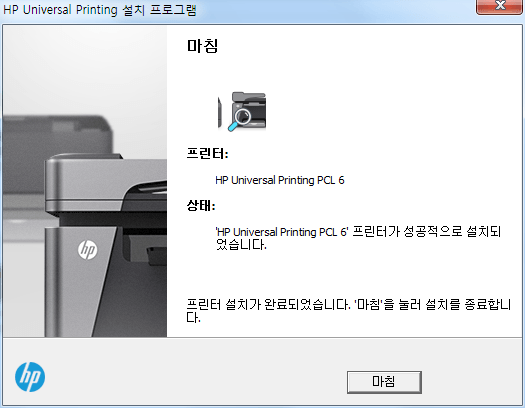 HP Universal Printing 설치 프로그램
마침
프린터:
HP Universal Printing PCL 6
상태:
'HP Universal Printing PCL 6' 프린터가 성공적으로 설치되
었습니다.
프린터 설치가 완료되었습니다. '마침'을 눌러 설치를 종료합니
다.
hp
hp
마침